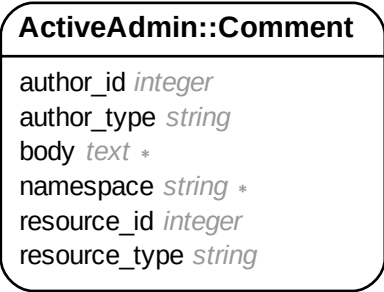 ActiveAdmin::Comment
author_id integer
author_type string
body text *
namespace string *
resource_id integer
resource_type string